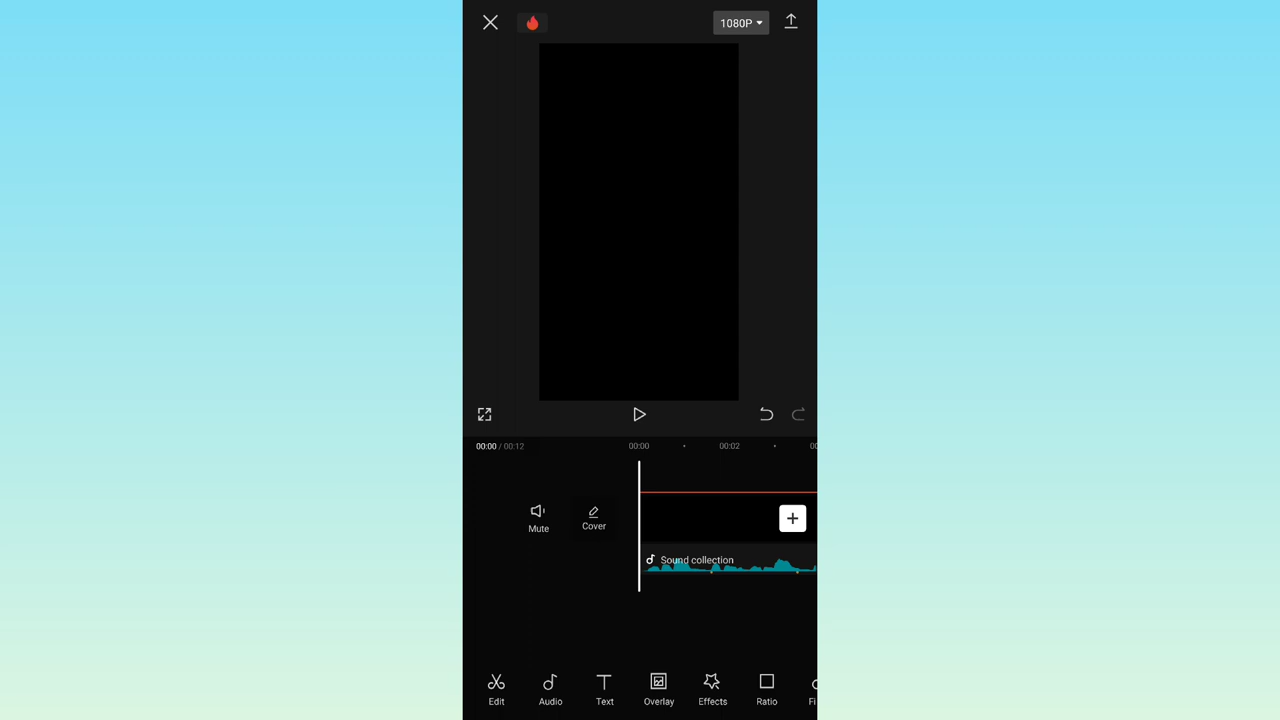 1080P
00:00 / 00:12
00:00
00:02
Mute
Cover
Sound collection
Edit
Audio
Text
Overlay
Effects
Ratio